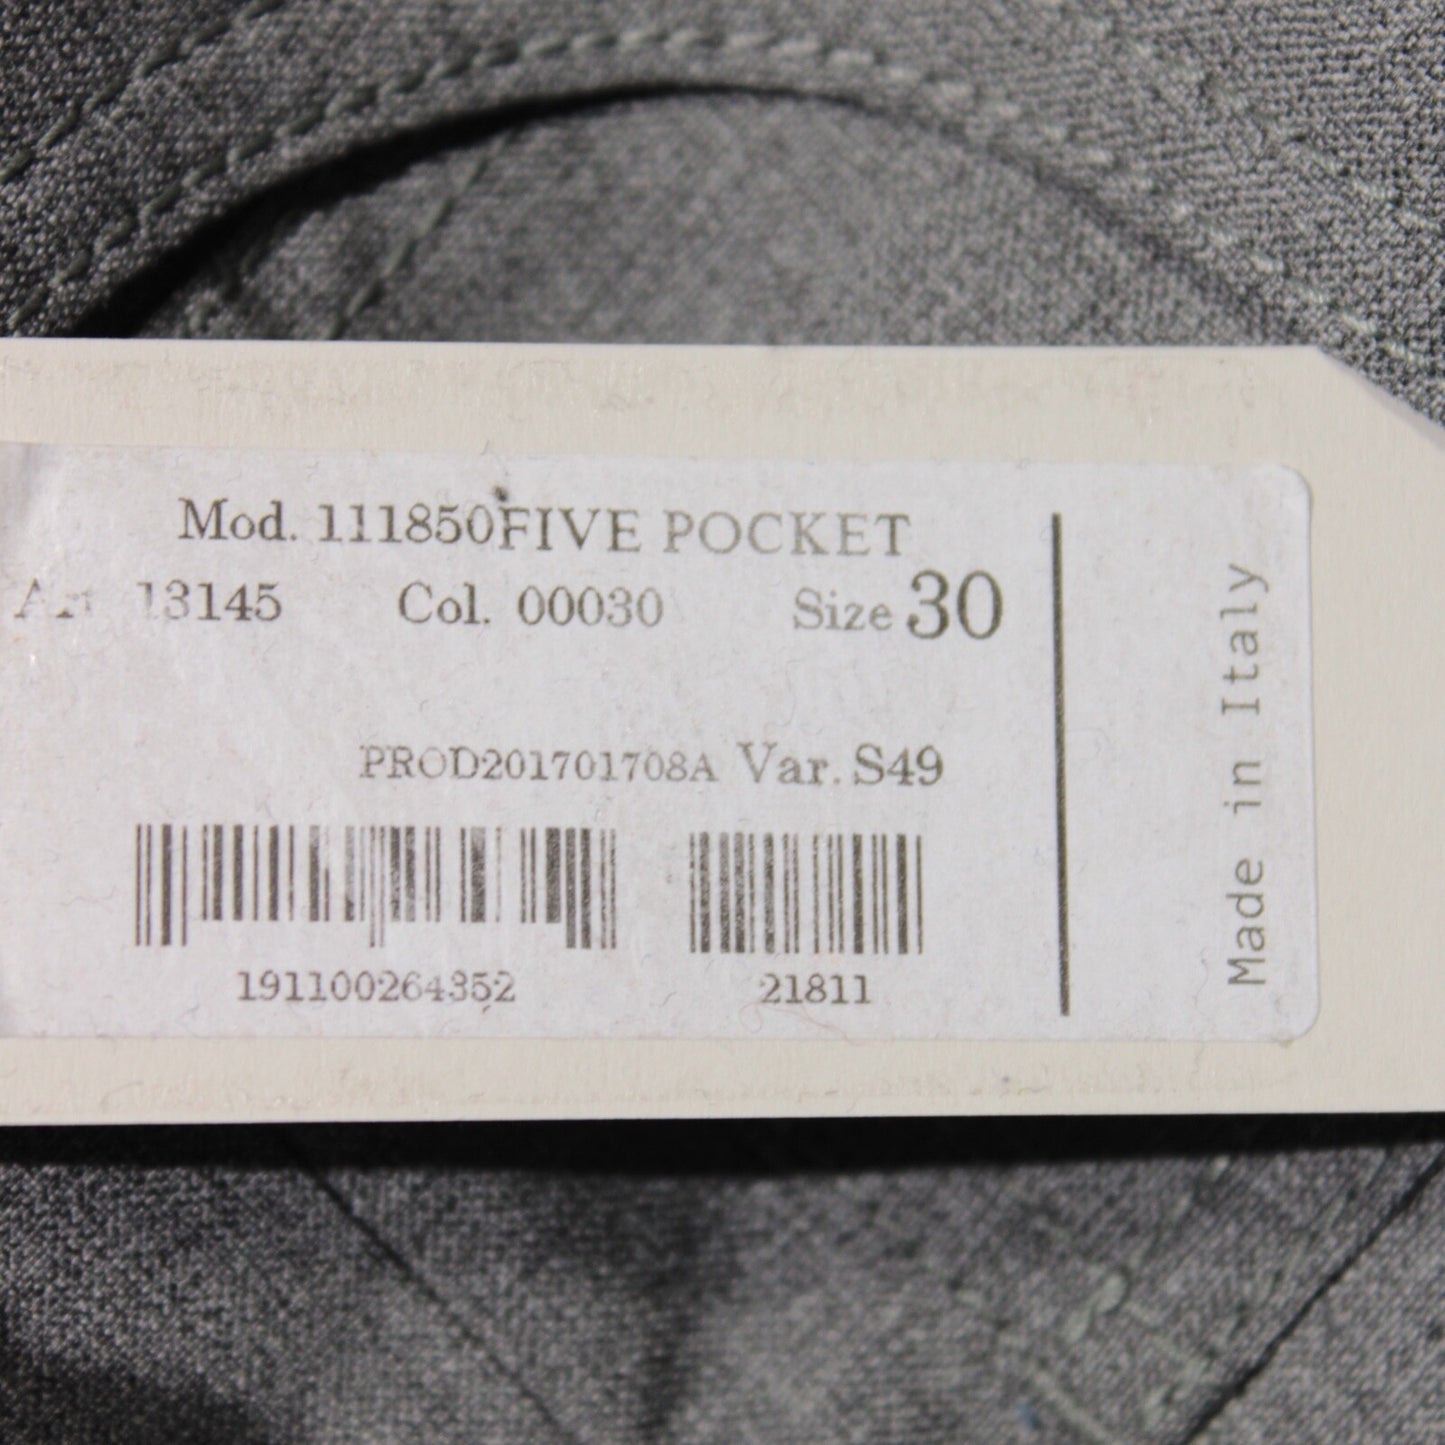 Mod. 111850FIVE POCKET
13145 Col. 00030 Size 30
PROD201701708A Var. S49
191100264352
21811
Made in Italy